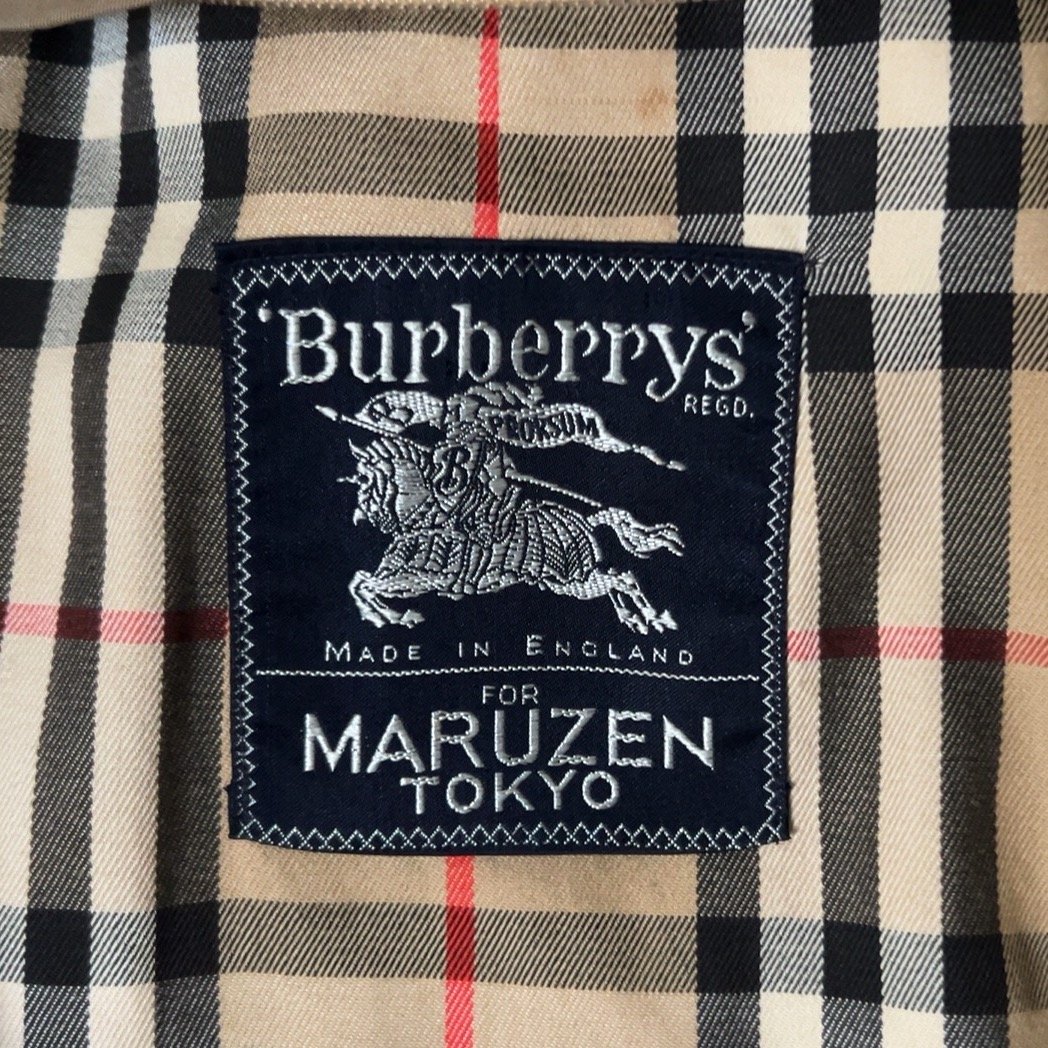 'Burberrys'
REGD.
PRORSUM
B
MADE IN ENGLAND
FOR
MARUZEN
TOKYO